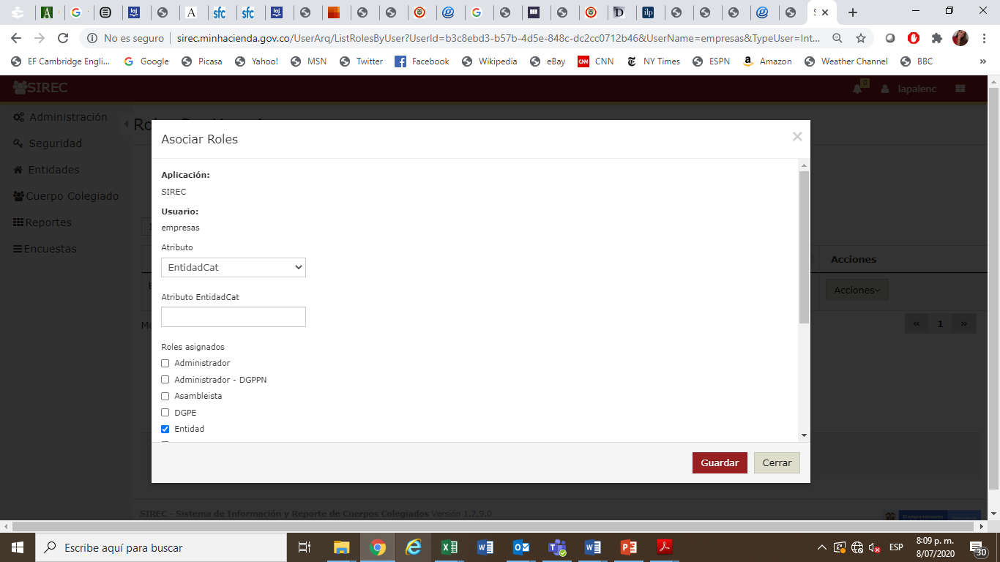 S
No es seguro
sirec.minhacienda.gov.co/UserArq/ListRolesByUser?UserId=b3c8ebd3-b57b-4d5e-848c-dc2cc0712b46&UserName=empresas&TypeUser=Int...
EF Cambridge Engli... Google Picasa Yahoo! MSN Twitter Facebook Wikipedia eBay CNN NY Times ESPN Amazon Weather Channel BBC »
SIREC
0
lapalenc
Administración
Seguridad
Entidades
Cuerpo Colegiado
Reportes
Encuestas
Asociar Roles ×
Aplicación:
SIREC
Usuario:
empresas
Atributo
EntidadCat
Atributo EntidadCat
Roles asignados
Administrador
Administrador - DGPPN
Asambleista
DGPE
Entidad
Guardar Cerrar
Acciones
Acciones
« 1 »
SIREC - Sistema de Información y Reporte de Cuerpos Colegiados Versión 1.2.9.0
El emprendimiento
Escribe aquí para buscar
ESP
8:09 p. m.
8/07/2020
30